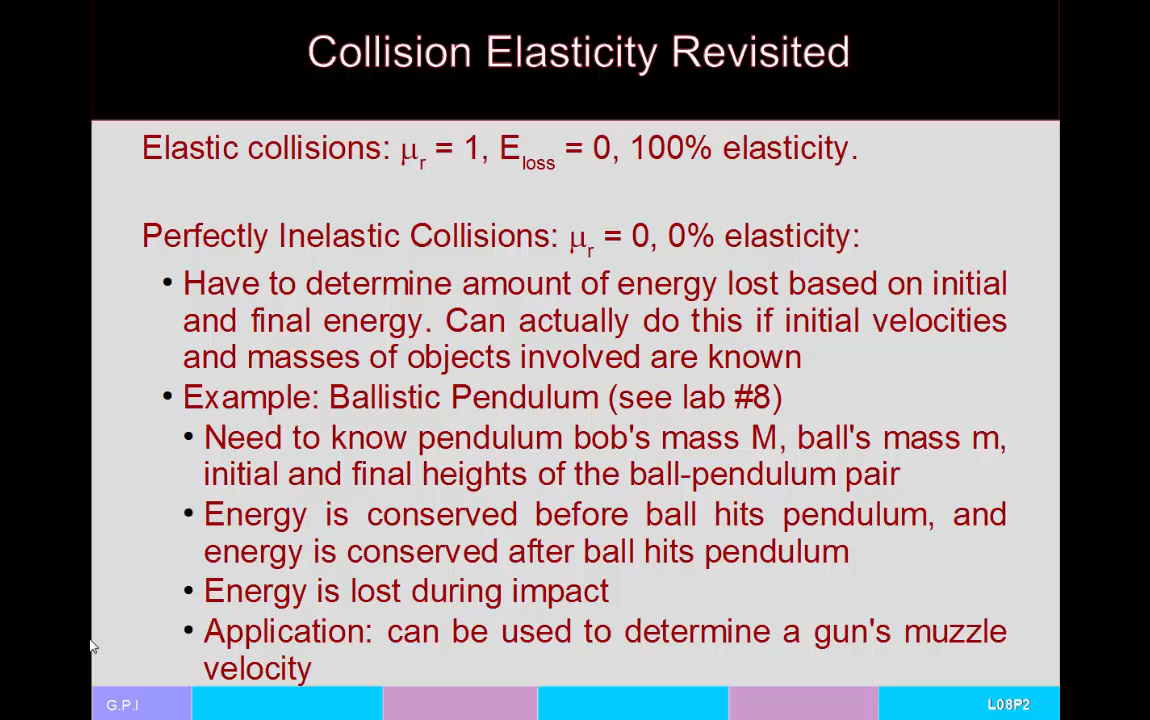 Collision Elasticity Revisited
Elastic collisions: μr = 1, Eloss = 0, 100% elasticity.
Perfectly Inelastic Collisions: μr = 0, 0% elasticity:
• Have to determine amount of energy lost based on initial
and final energy. Can actually do this if initial velocities
and masses of objects involved are known
• Example: Ballistic Pendulum (see lab #8)
• Need to know pendulum bob's mass M, ball's mass m,
initial and final heights of the ball-pendulum pair
• Energy is conserved before ball hits pendulum, and
energy is conserved after ball hits pendulum
• Energy is lost during impact
• Application: can be used to determine a gun's muzzle
velocity
G.P.I
L08P2